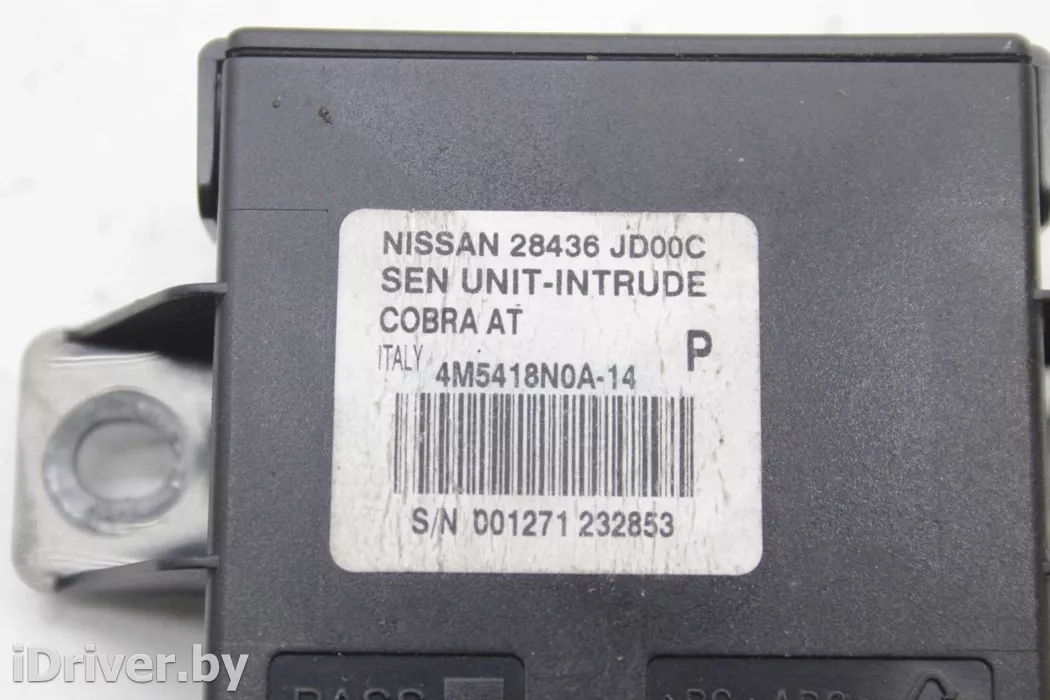 NISSAN 28436 JD00C
SEN UNIT-INTRUDE
COBRA AT
ITALY
P
4M5418N0A-14
S/N 001271 232853
iDriver.by